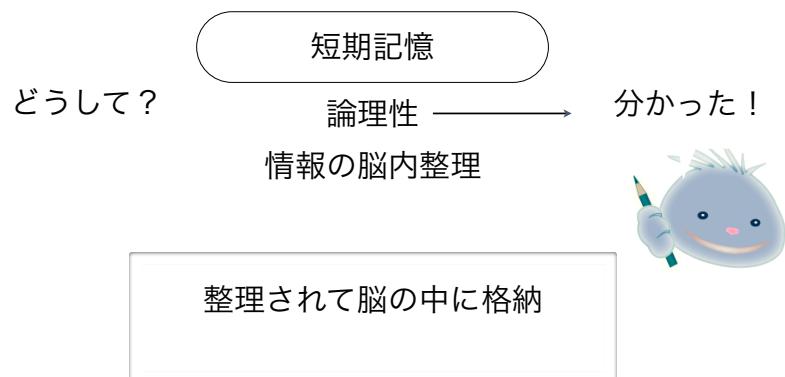 短期記憶
どうして？
論理性
分かった！
情報の脳内整理
整理されて脳の中に格納